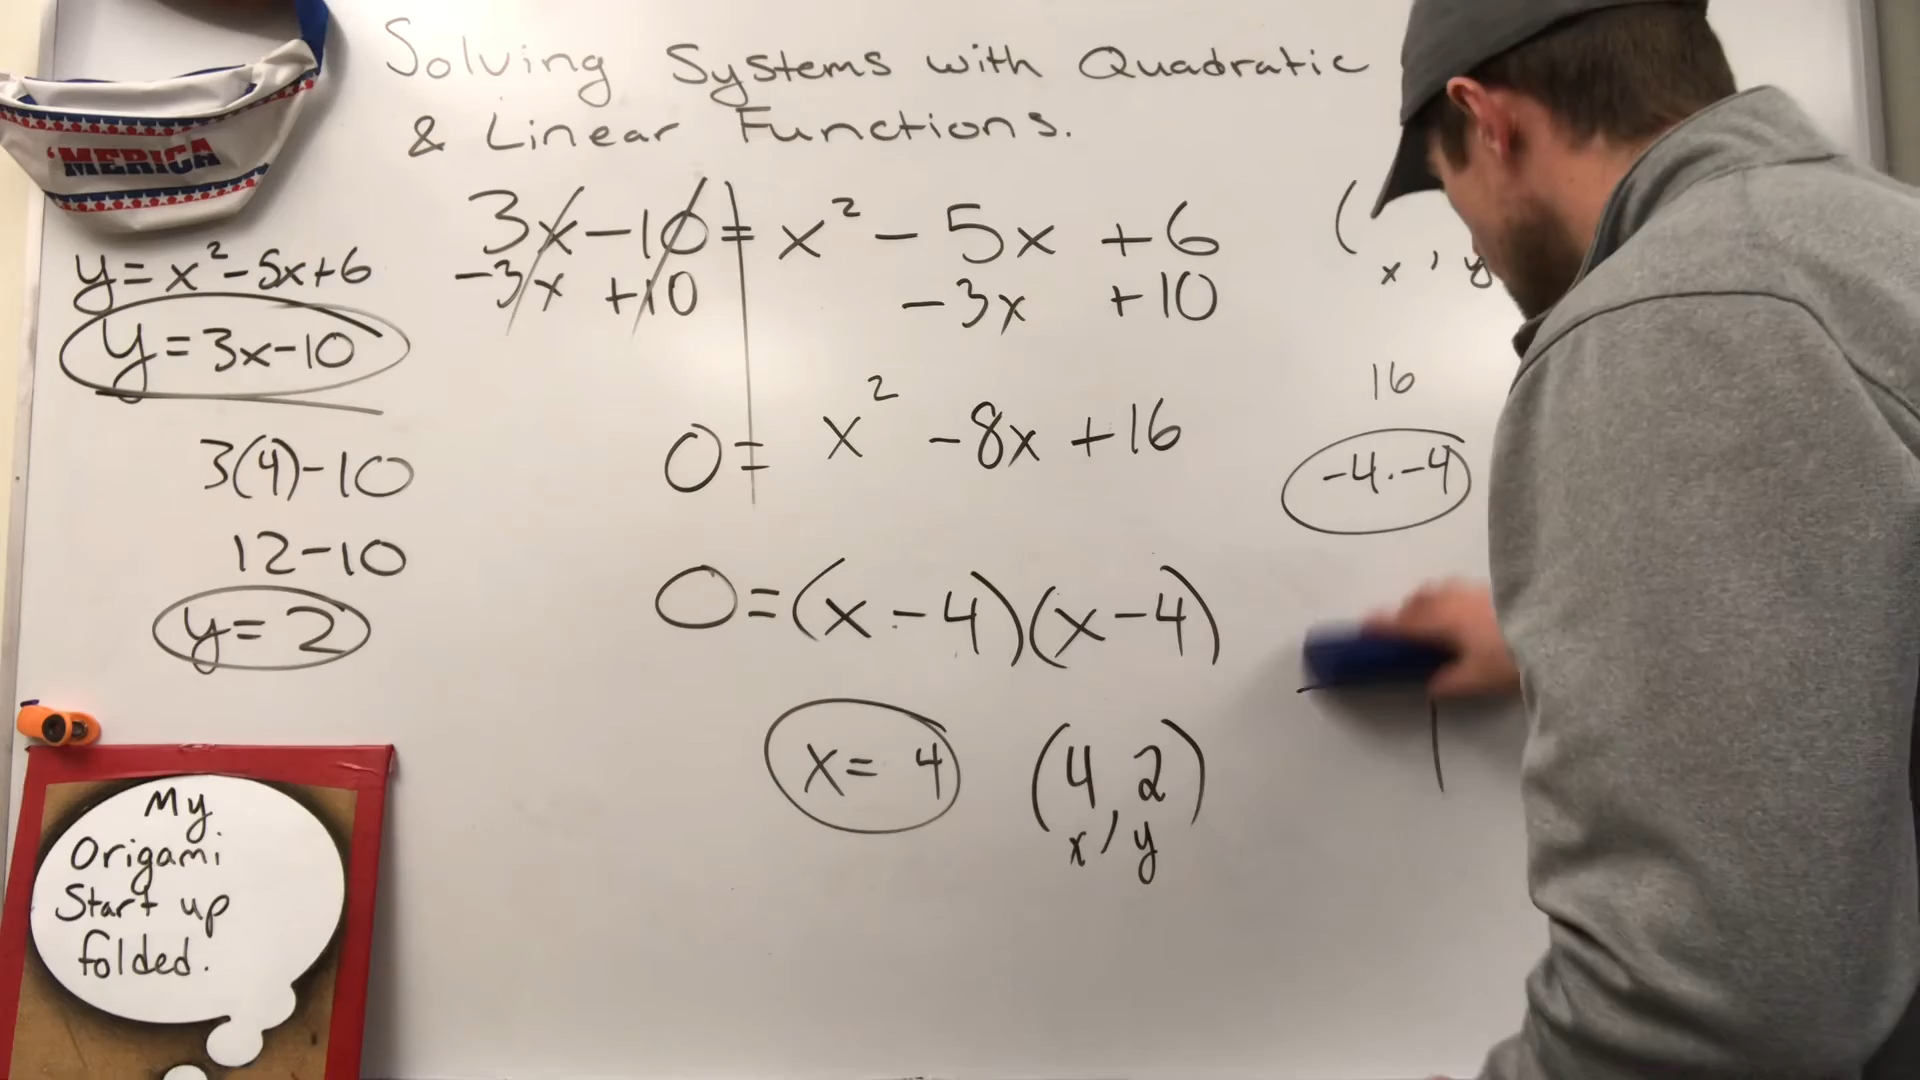 Solving Systems with Quadratic
& Linear Functions.
'MERICA
y=x²-5x+6
y=3x-10
3(4)-10
12-10
y=2
3x-10=x²-5x+6
-3x+10 -3x+10
0=x²-8x+16
0=(x-4)(x-4)
x=4
(4,2)
x,y
(
x,y
16
-4·-4
My
Origami
Start up
folded.